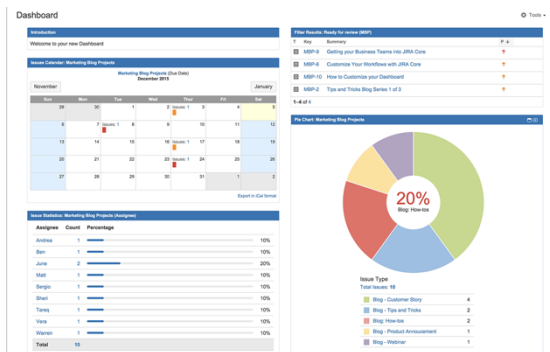 Dashboard
Tools
Introduction
Welcome to your new Dashboard
Issues Calendar: Marketing Blog Projects
Marketing Blog Projects (Due Date)
December 2015
November
January
Sun Mon Tue Wed Thu Fri Sat
29 30 1 2 Issues: 1 3 4 5
6 7 Issues: 1 8 9 10 11 12
13 14 15 16 Issues: 1 17 18 19
20 21 22 23 Issues: 1 24 25 26
27 28 29 30 31 1 2
Export in iCal format
Issue Statistics: Marketing Blog Projects (Assignee)
Assignee Count Percentage
Andrea 1 10%
Ben 1 10%
June 2 20%
Matt 1 10%
Sergio 1 10%
Sheri 1 10%
Tareq 1 10%
Vera 1 10%
Warren 1 10%
Total 10
Filter Results: Ready for review (MBP)
T Key Summary P
MBP-9 Getting your Business Teams into JIRA Core
MBP-6 Customize Your Workflows with JIRA Core
MBP-10 How to Customize your Dashboard
MBP-2 Tips and Tricks Blog Series 1 of 3
1–4 of 4
Pie Chart: Marketing Blog Projects
20%
Blog: How-tos
Issue Type
Total Issues: 10
Blog - Customer Story 4
Blog - Tips and Tricks 2
Blog: How-tos 2
Blog - Product Annoucement 1
Blog - Webinar 1